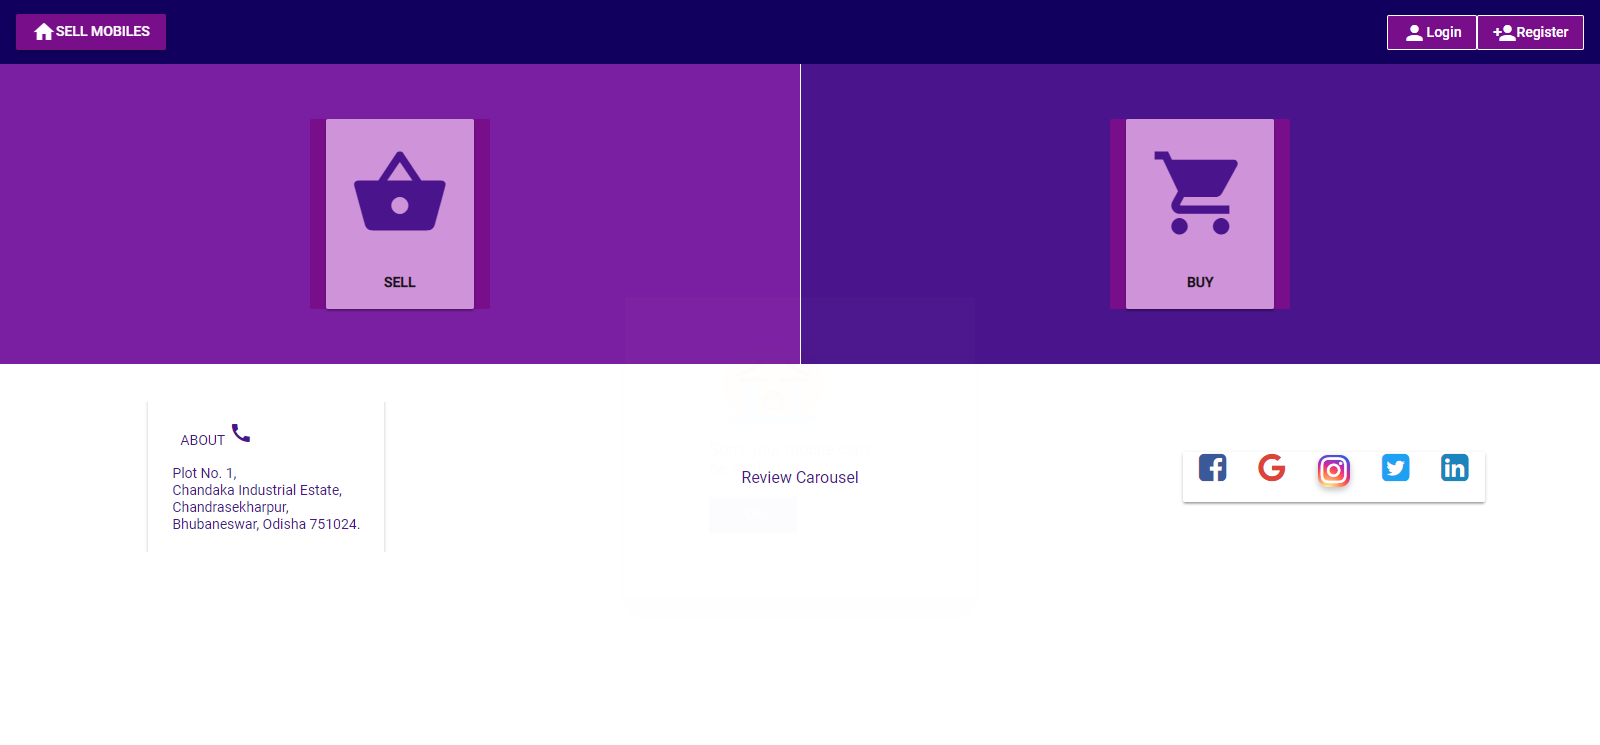 SELL MOBILES
Login
Register
SELL
BUY
ABOUT
Plot No. 1,
Chandaka Industrial Estate,
Chandrasekharpur,
Bhubaneswar, Odisha 751024.
Review Carousel